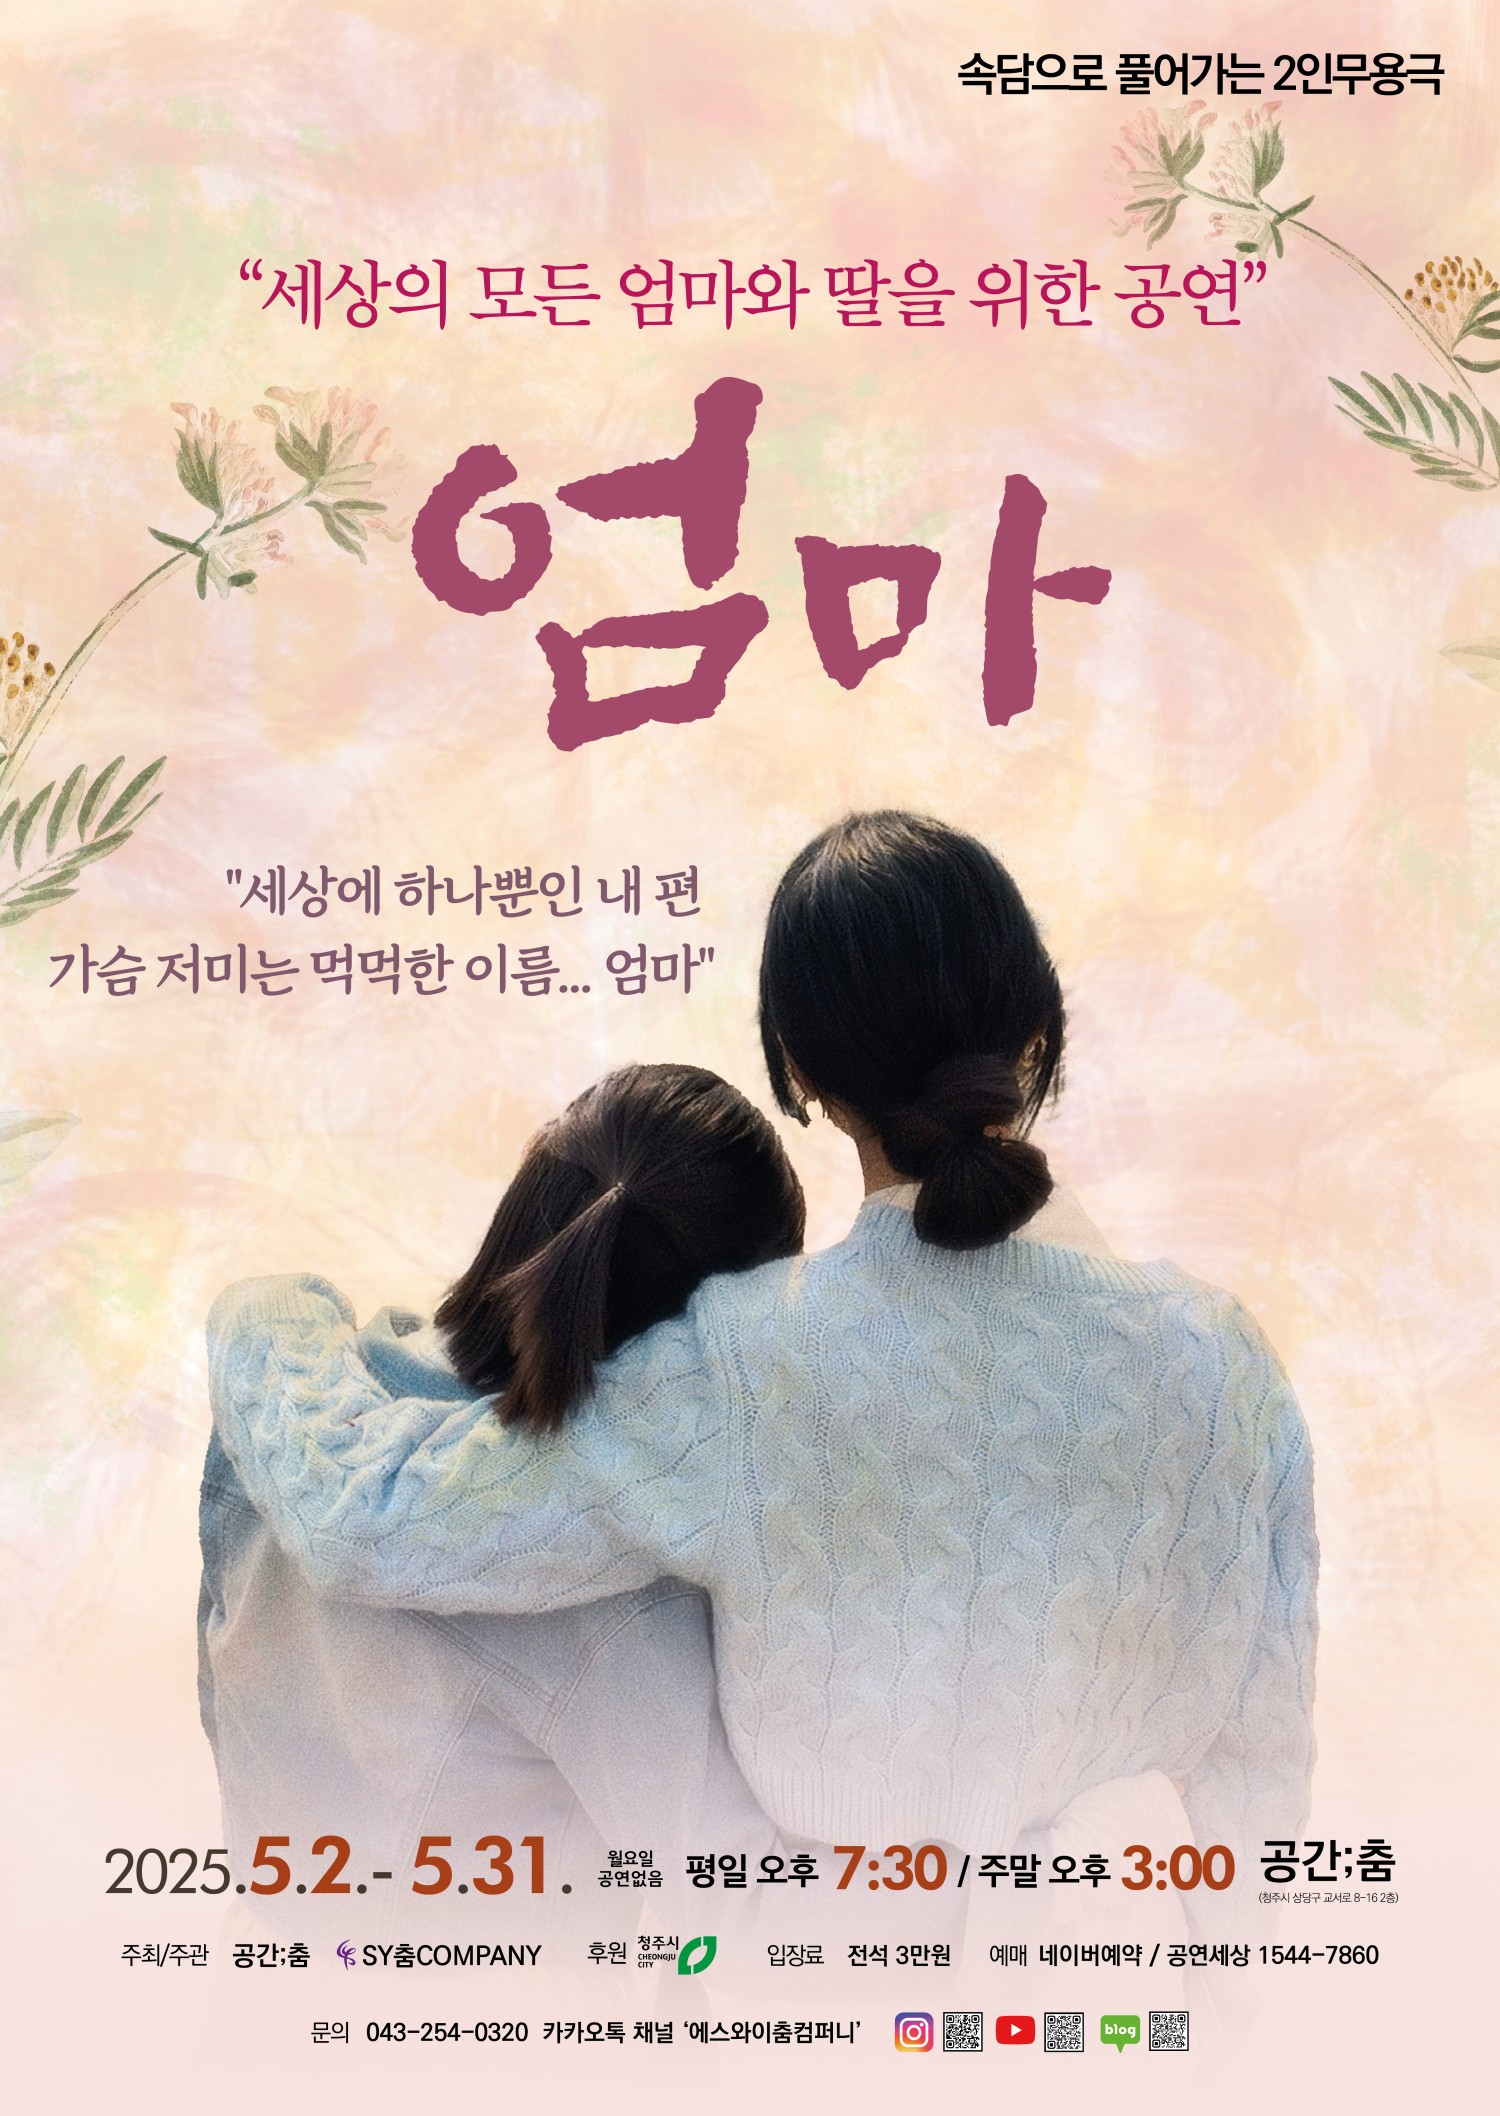 속담으로 풀어가는 2인무용극
“세상의 모든 엄마와 딸을 위한 공연”
엄마
"세상에 하나뿐인 내 편
가슴 저미는 먹먹한 이름... 엄마"
2025.5.2.- 5.31. 월요일 공연없음 평일 오후 7:30 / 주말 오후 3:00 공간;춤
(청주시 상당구 교서로 8-16 2층)
주최/주관 공간;춤 SY춤COMPANY 후원 청주시 CHEONGJU CITY 입장료 전석 3만원 예매 네이버예약 / 공연세상 1544-7860
문의 043-254-0320 카카오톡 채널 ‘에스와이춤컴퍼니’ blog